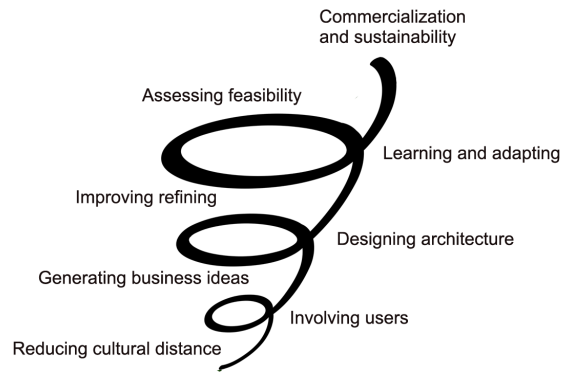 Commercialization
and sustainability
Assessing feasibility
Learning and adapting
Improving refining
Designing architecture
Generating business ideas
Involving users
Reducing cultural distance